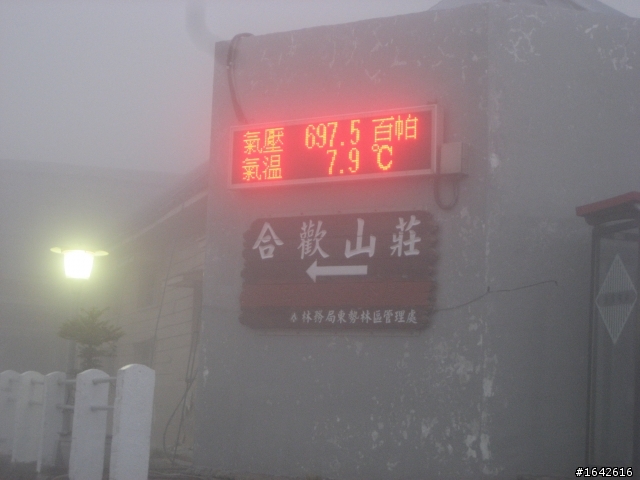 氣壓 697.5 百帕
氣溫 7.9 ℃
合歡山莊
林務局東勢林區管理處
#1642616